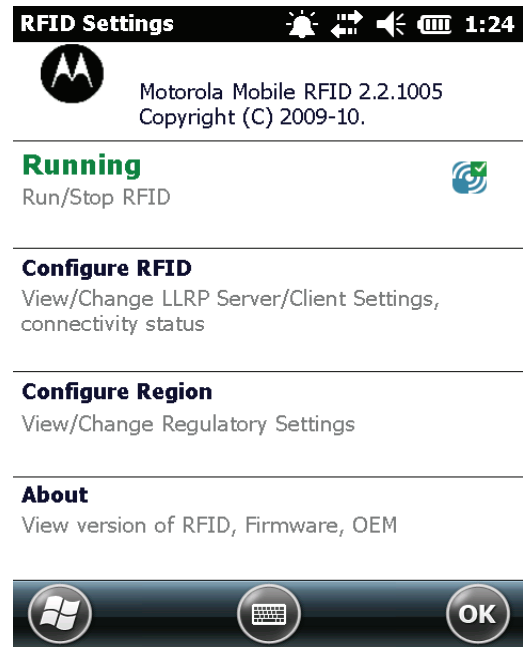 RFID Settings 1:24
Motorola Mobile RFID 2.2.1005
Copyright (C) 2009-10.
Running
Run/Stop RFID
Configure RFID
View/Change LLRP Server/Client Settings,
connectivity status
Configure Region
View/Change Regulatory Settings
About
View version of RFID, Firmware, OEM
OK